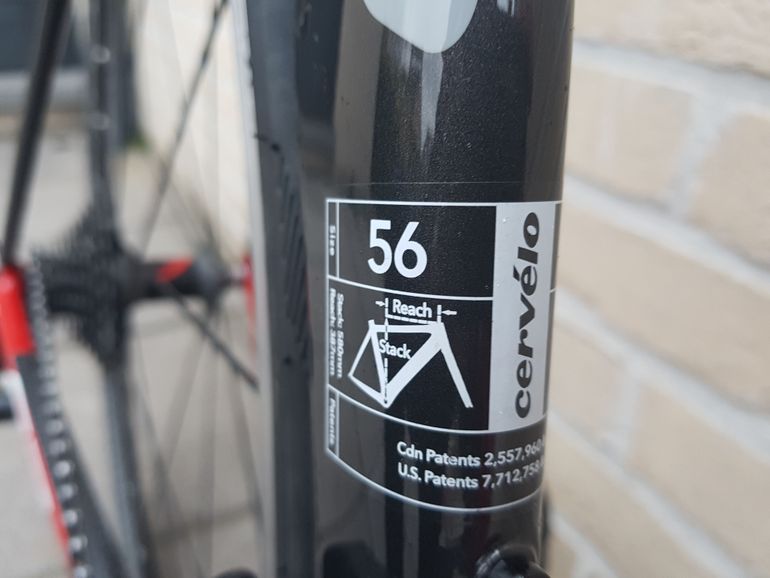 Size
56
cervélo
Reach
Stack
Stack: 580mm
Reach: 387mm
Patents
Cdn Patents 2,557,960
U.S. Patents 7,712,758